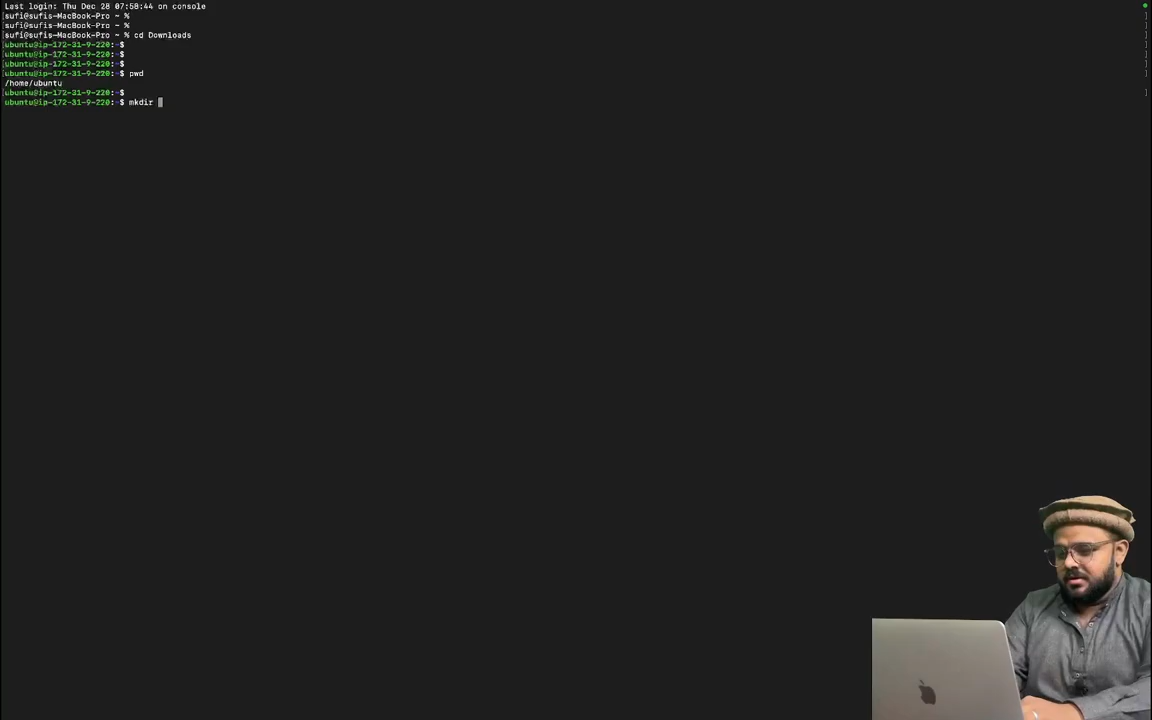 Last login: Thu Dec 28 07:58:44 on console
[sufi@sufis-MacBook-Pro ~ % ]
[sufi@sufis-MacBook-Pro ~ % ]
[sufi@sufis-MacBook-Pro ~ % cd Downloads ]
[ubuntu@ip-172-31-9-220:~$ ]
[ubuntu@ip-172-31-9-220:~$ ]
[ubuntu@ip-172-31-9-220:~$ ]
[ubuntu@ip-172-31-9-220:~$ pwd ]
/home/ubuntu
[ubuntu@ip-172-31-9-220:~$ ]
ubuntu@ip-172-31-9-220:~$ mkdir